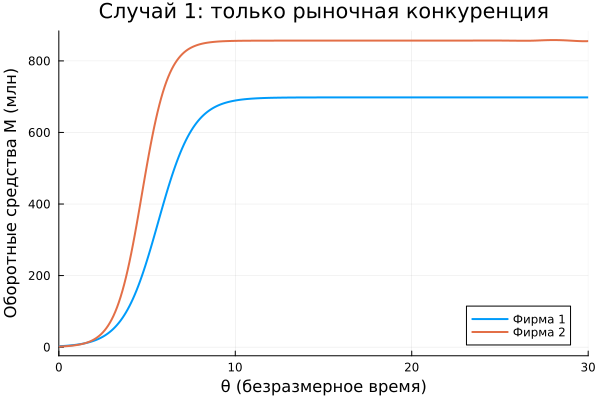 Случай 1: только рыночная конкуренция
Оборотные средства M (млн)
800
600
400
200
0
0 10 20 30
θ (безразмерное время)
Фирма 1
Фирма 2